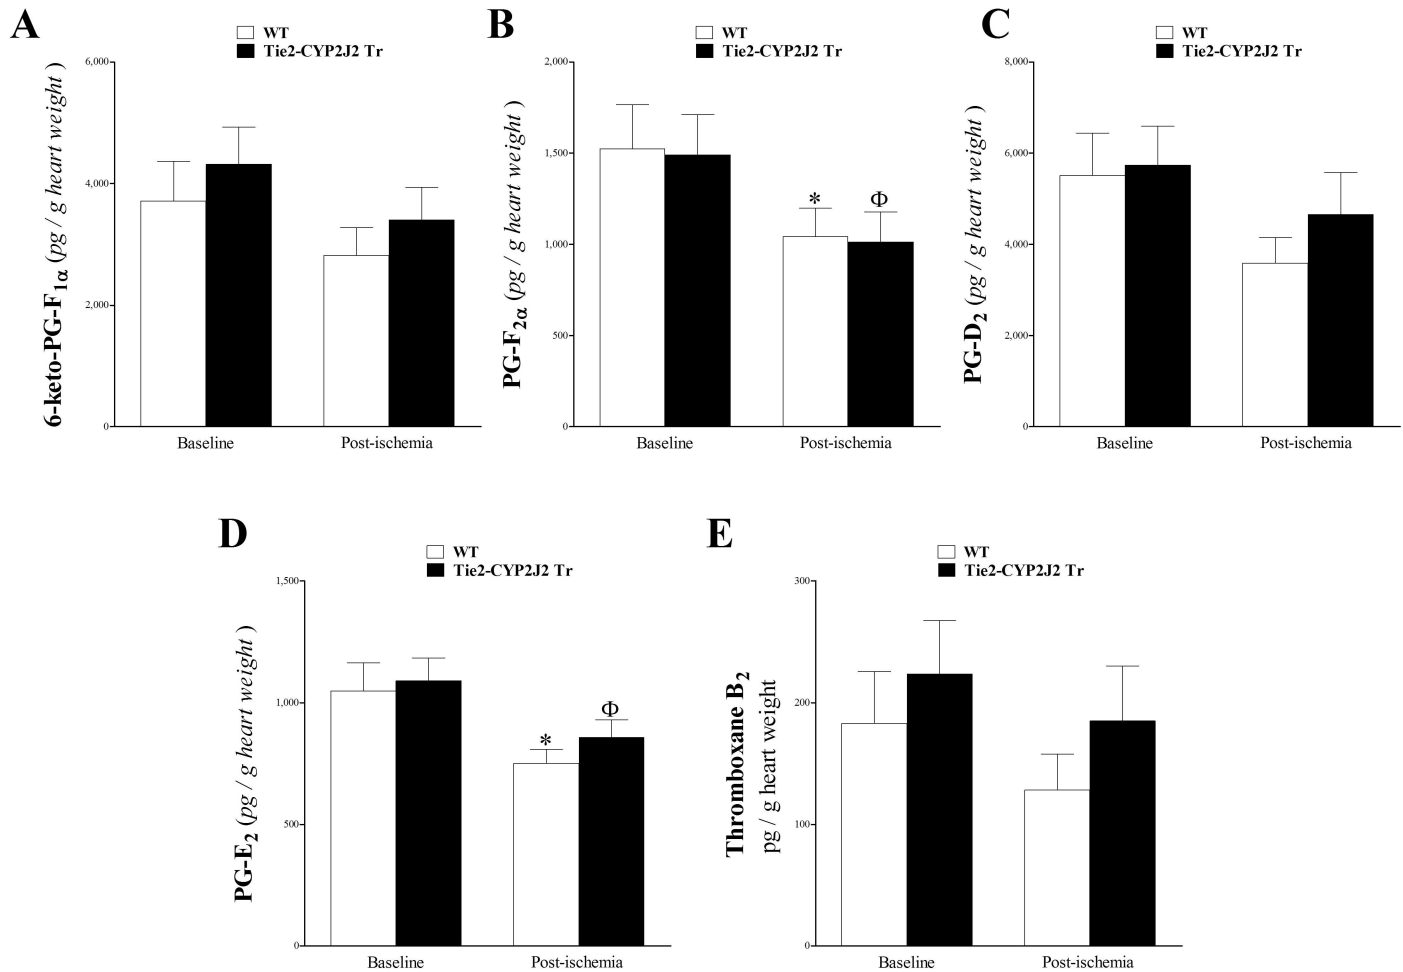 A
WT
Tie2-CYP2J2 Tr
6-keto-PG-F1α (pg / g heart weight )
6,000
4,000
2,000
0
Baseline
Post-ischemia
B
WT
Tie2-CYP2J2 Tr
PG-F2α (pg / g heart weight )
2,000
1,500
1,000
500
0
*
Φ
Baseline
Post-ischemia
C
WT
Tie2-CYP2J2 Tr
PG-D2 (pg / g heart weight )
8,000
6,000
4,000
2,000
0
Baseline
Post-ischemia
D
WT
Tie2-CYP2J2 Tr
PG-E2 (pg / g heart weight )
1,500
1,000
500
0
*
Φ
Baseline
Post-ischemia
E
WT
Tie2-CYP2J2 Tr
Thromboxane B2
pg / g heart weight
300
200
100
0
Baseline
Post-ischemia